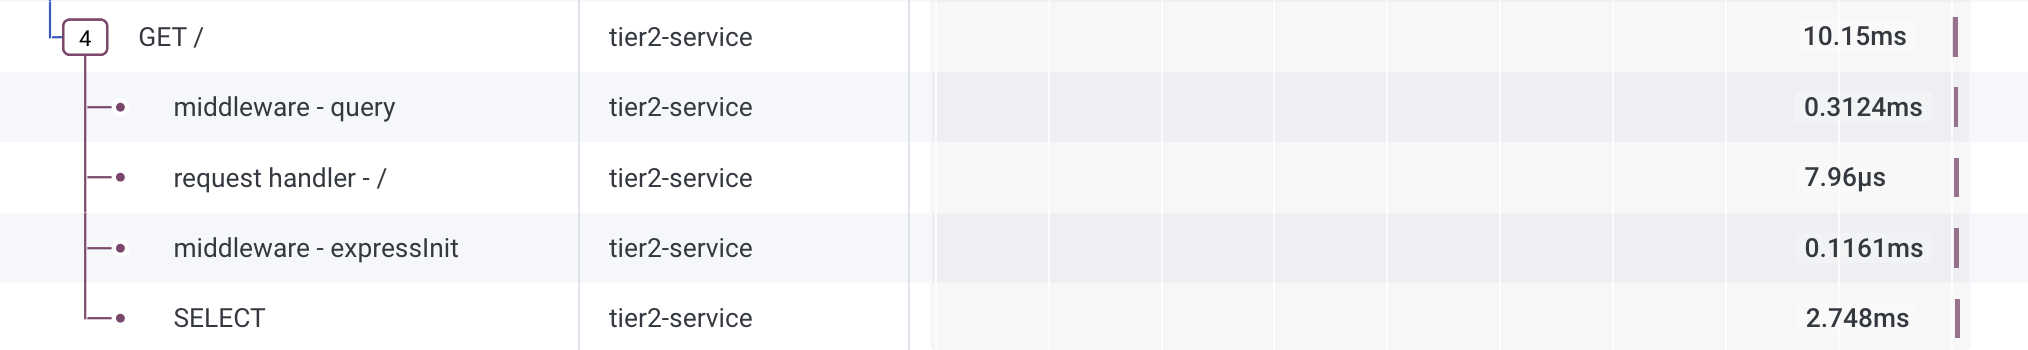 4 GET / tier2-service 10.15ms
middleware - query tier2-service 0.3124ms
request handler - / tier2-service 7.96µs
middleware - expressInit tier2-service 0.1161ms
SELECT tier2-service 2.748ms